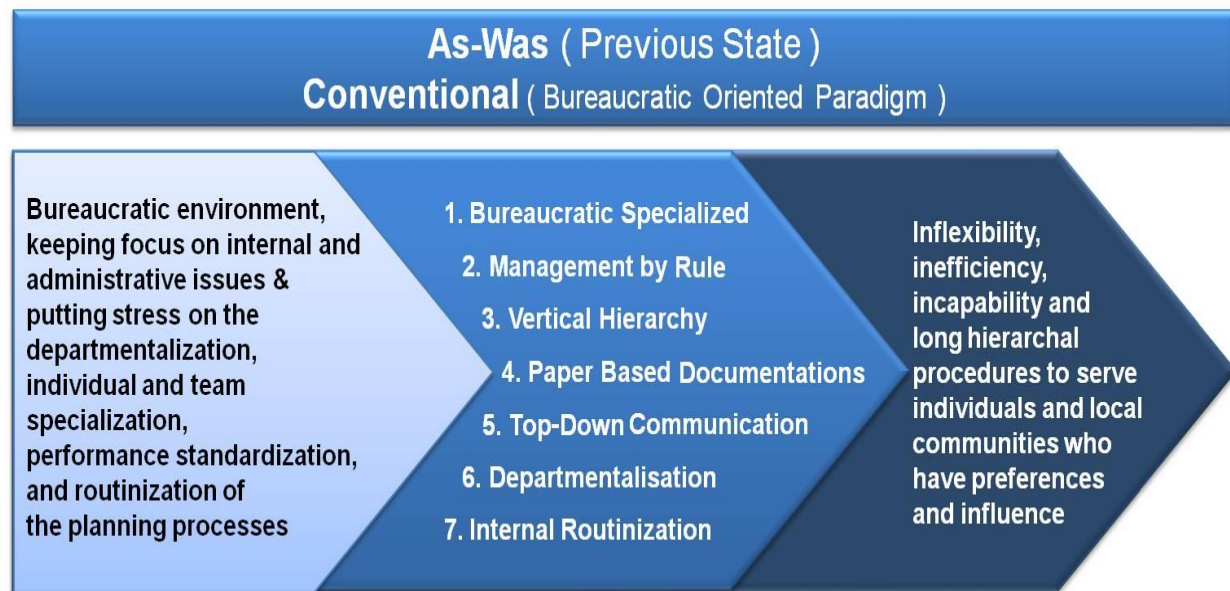 As-Was ( Previous State )
Conventional ( Bureaucratic Oriented Paradigm )
Bureaucratic environment,
keeping focus on internal and
administrative issues &
putting stress on the
departmentalization,
individual and team
specialization,
performance standardization,
and routinization of
the planning processes
1. Bureaucratic Specialized
2. Management by Rule
3. Vertical Hierarchy
4. Paper Based Documentations
5. Top-Down Communication
6. Departmentalisation
7. Internal Routinization
Inflexibility,
inefficiency,
incapability and
long hierarchal
procedures to serve
individuals and local
communities who
have preferences
and influence